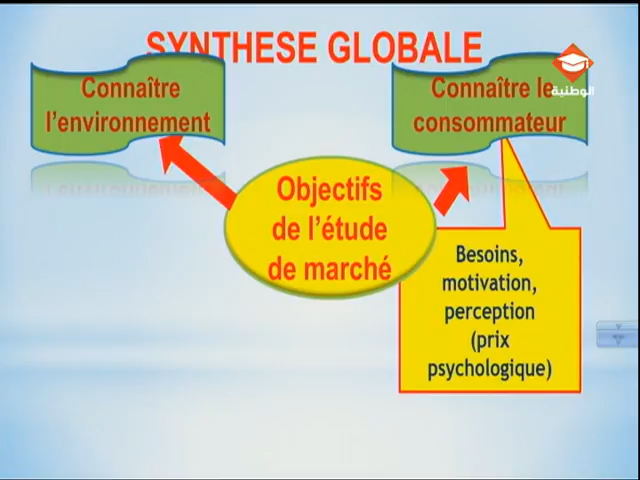 SYNTHESE GLOBALE
Connaître
l'environnement
Connaître le
consommateur
الوطنية
Objectifs
de l'étude
de marché
Besoins,
motivation,
perception
(prix
psychologique)